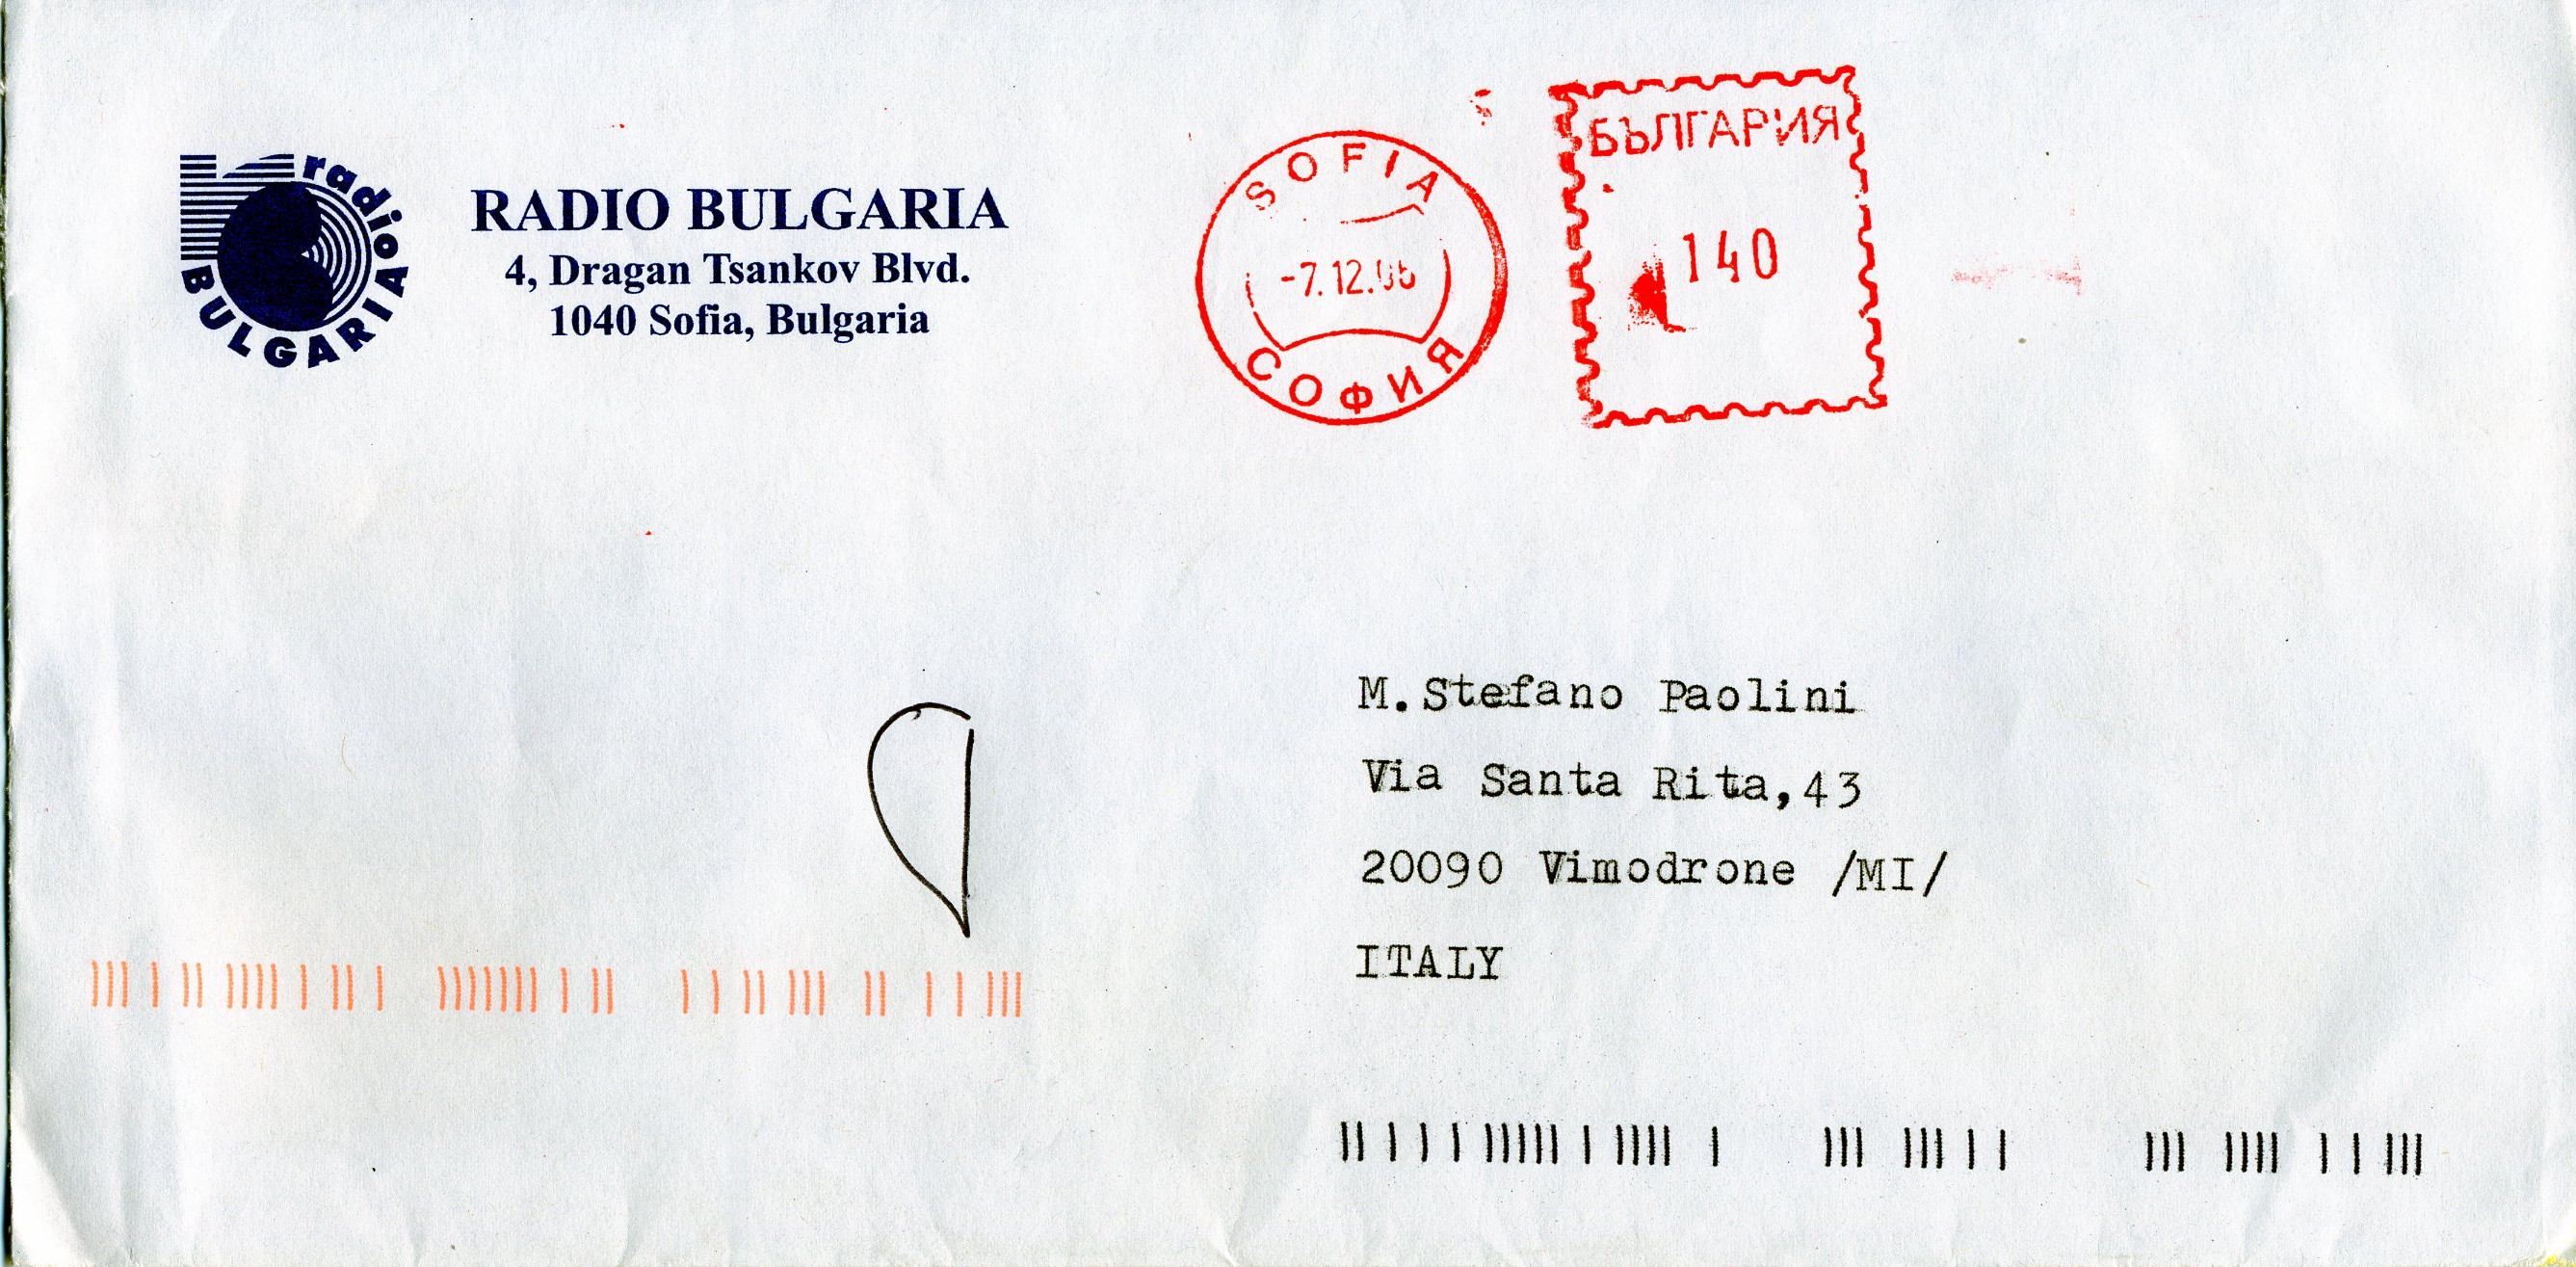 radio
BULGARIA
RADIO BULGARIA
4, Dragan Tsankov Blvd.
1040 Sofia, Bulgaria
SOFIA
СОФИЯ
БЪЛГАРИЯ
140
M.Stefano Paolini
Via Santa Rita,43
20090 Vimodrone /MI/
ITALY